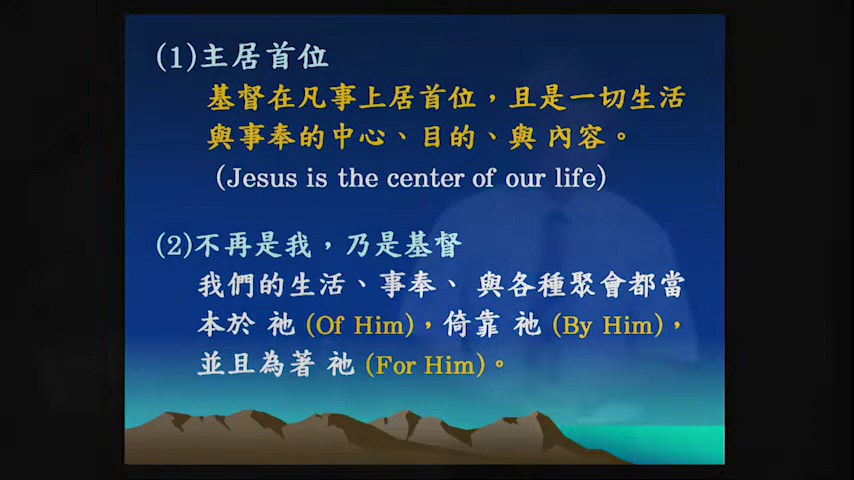 (1)主居首位
基督在凡事上居首位，且是一切生活
與事奉的中心、目的、與 內容。
(Jesus is the center of our life)
(2)不再是我，乃是基督
我們的生活、事奉、 與各種聚會都當
本於 祂 (Of Him)，倚靠 祂 (By Him)，
並且為著 祂 (For Him)。